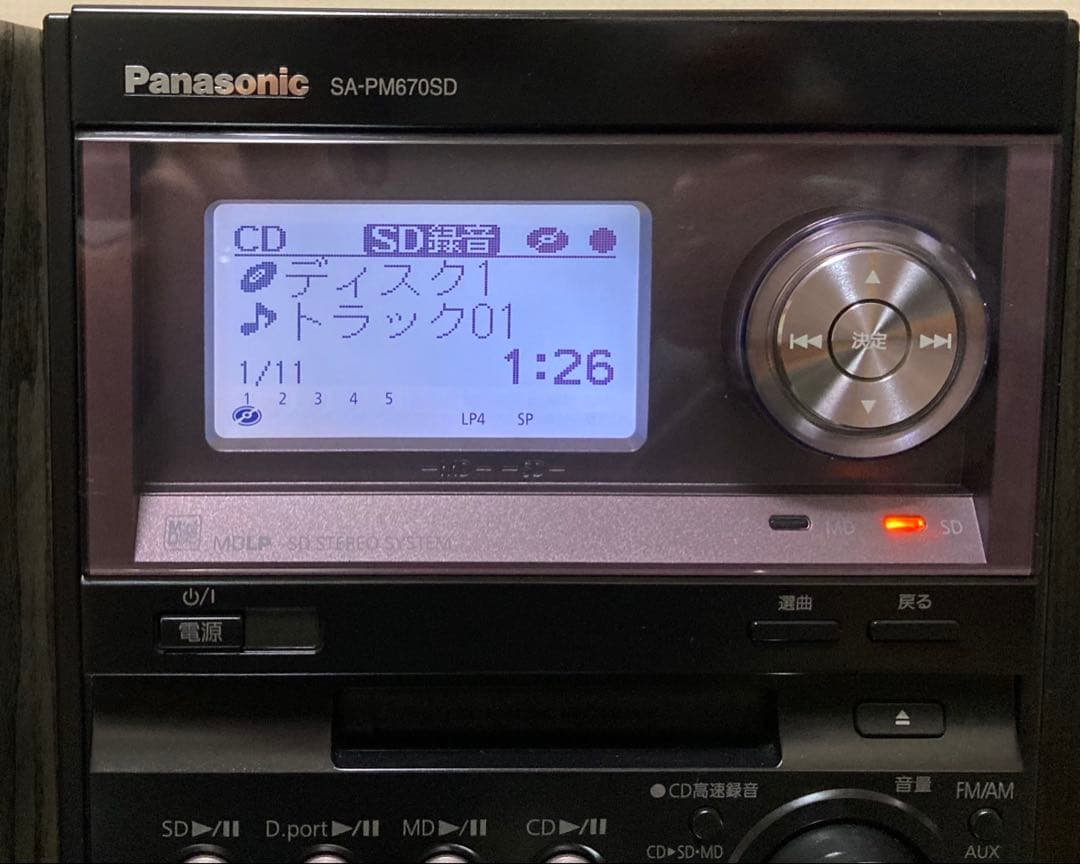 Panasonic SA-PM670SD
CD SD録音
ディスク1
トラック01
1/11 1:26
1 2 3 4 5
LP4 SP
MD SD
MDLP SD STEREO SYSTEM
MD SD
⏻/I
電源
選曲 戻る
決定
●CD高速録音
音量
FM/AM
SD▶/II D.port▶/II MD▶/II CD▶/II
CD▶SD・MD
AUX